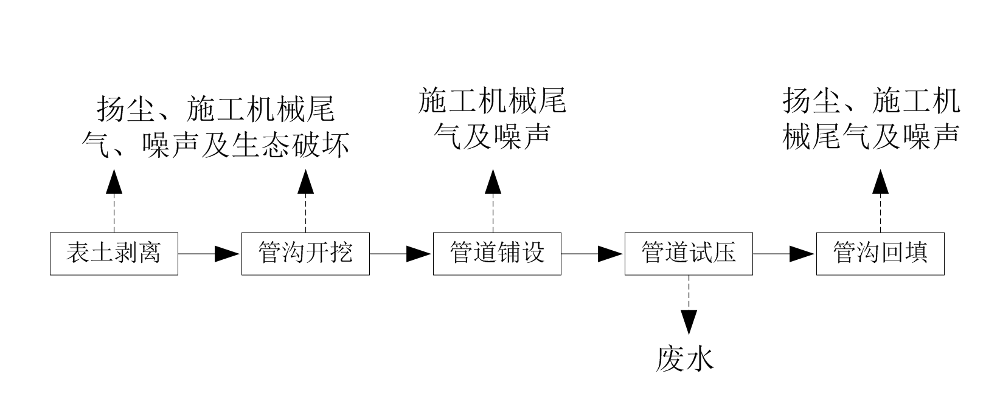 扬尘、施工机械尾
气、噪声及生态破坏
施工机械尾
气及噪声
扬尘、施工机
械尾气及噪声
表土剥离
管沟开挖
管道铺设
管道试压
管沟回填
废水